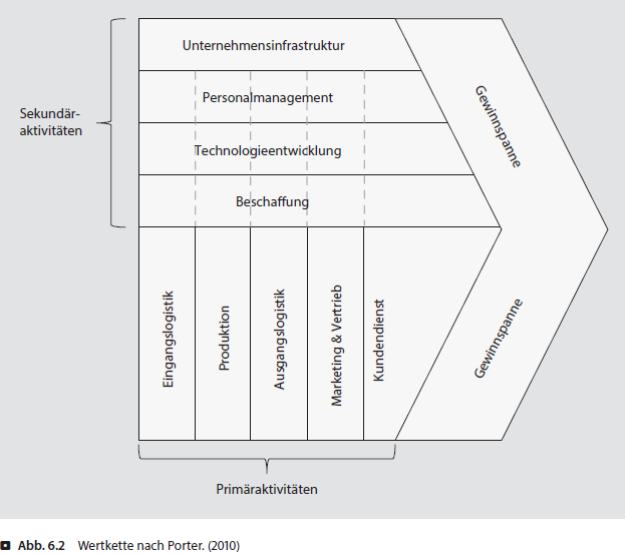 Unternehmensinfrastruktur
Personalmanagement
Sekundär-
aktivitäten
Technologieentwicklung
Beschaffung
Gewinnspanne
Eingangslogistik
Produktion
Ausgangslogistik
Marketing & Vertrieb
Kundendienst
Gewinnspanne
Primäraktivitäten
Abb. 6.2 Wertkette nach Porter. (2010)